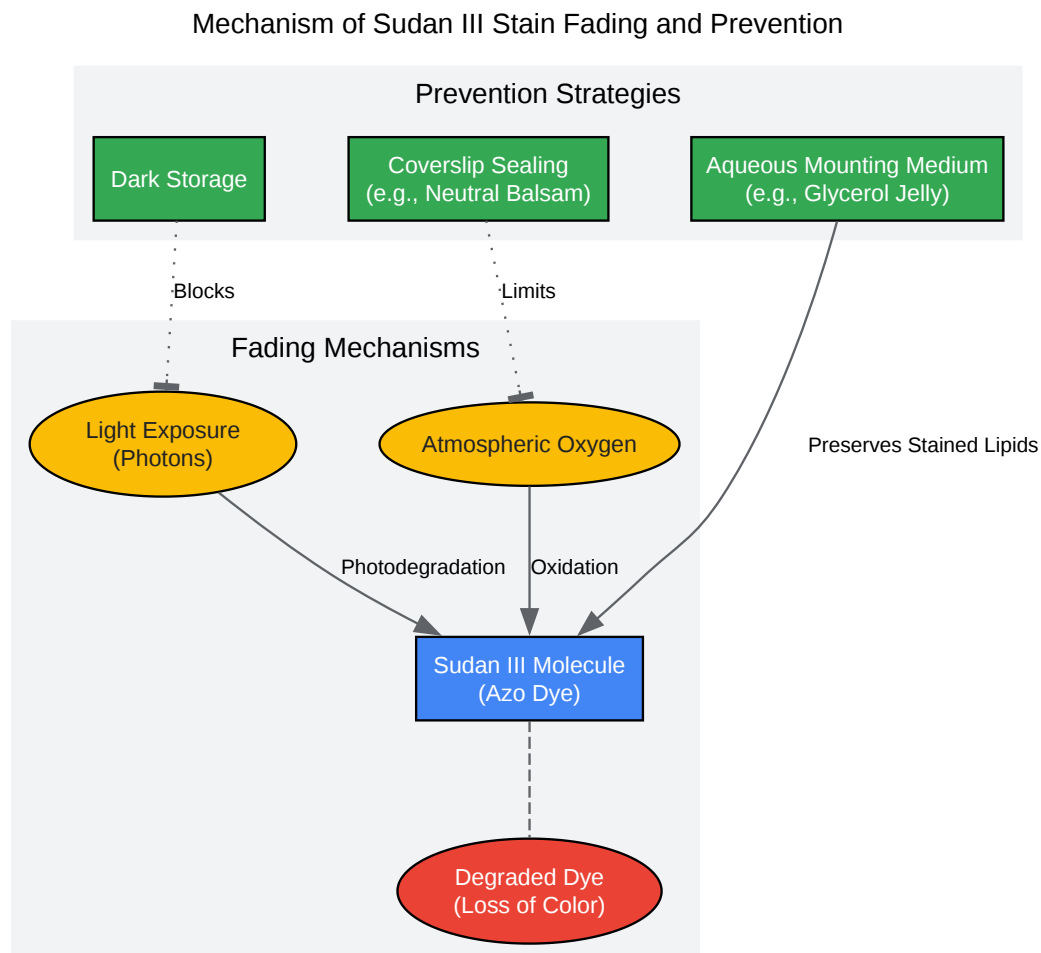 Mechanism of Sudan III Stain Fading and Prevention
Prevention Strategies
Dark Storage
Coverslip Sealing
(e.g., Neutral Balsam)
Aqueous Mounting Medium
(e.g., Glycerol Jelly)
Blocks
Limits
Fading Mechanisms
Light Exposure
(Photons)
Atmospheric Oxygen
Preserves Stained Lipids
Photodegradation
Oxidation
Sudan III Molecule
(Azo Dye)
Degraded Dye
(Loss of Color)